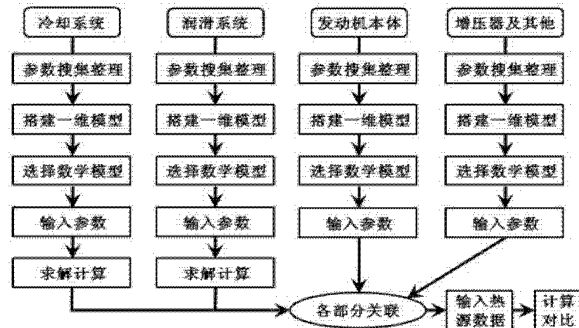 冷却系统
润滑系统
发动机本体
增压器及其他
参数搜集整理
参数搜集整理
参数搜集整理
参数搜集整理
搭建一维模型
搭建一维模型
搭建一维模型
搭建一维模型
选择数学模型
选择数学模型
选择数学模型
选择数学模型
输入参数
输入参数
输入参数
输入参数
求解计算
求解计算
各部分关联
输入热
源数据
计算
对比